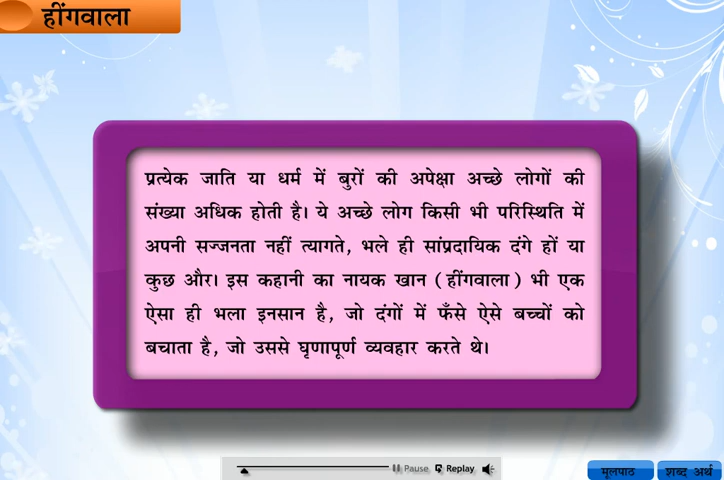 हींगवाला
प्रत्येक जाति या धर्म में बुरों की अपेक्षा अच्छे लोगों की
संख्या अधिक होती है। ये अच्छे लोग किसी भी परिस्थिति में
अपनी सज्जनता नहीं त्यागते, भले ही सांप्रदायिक दंगे हों या
कुछ और। इस कहानी का नायक खान (हींगवाला) भी एक
ऐसा ही भला इनसान है, जो दंगों में फँसे ऐसे बच्चों को
बचाता है, जो उससे घृणापूर्ण व्यवहार करते थे।
Pause Replay
मूलपाठ शब्द अर्थ